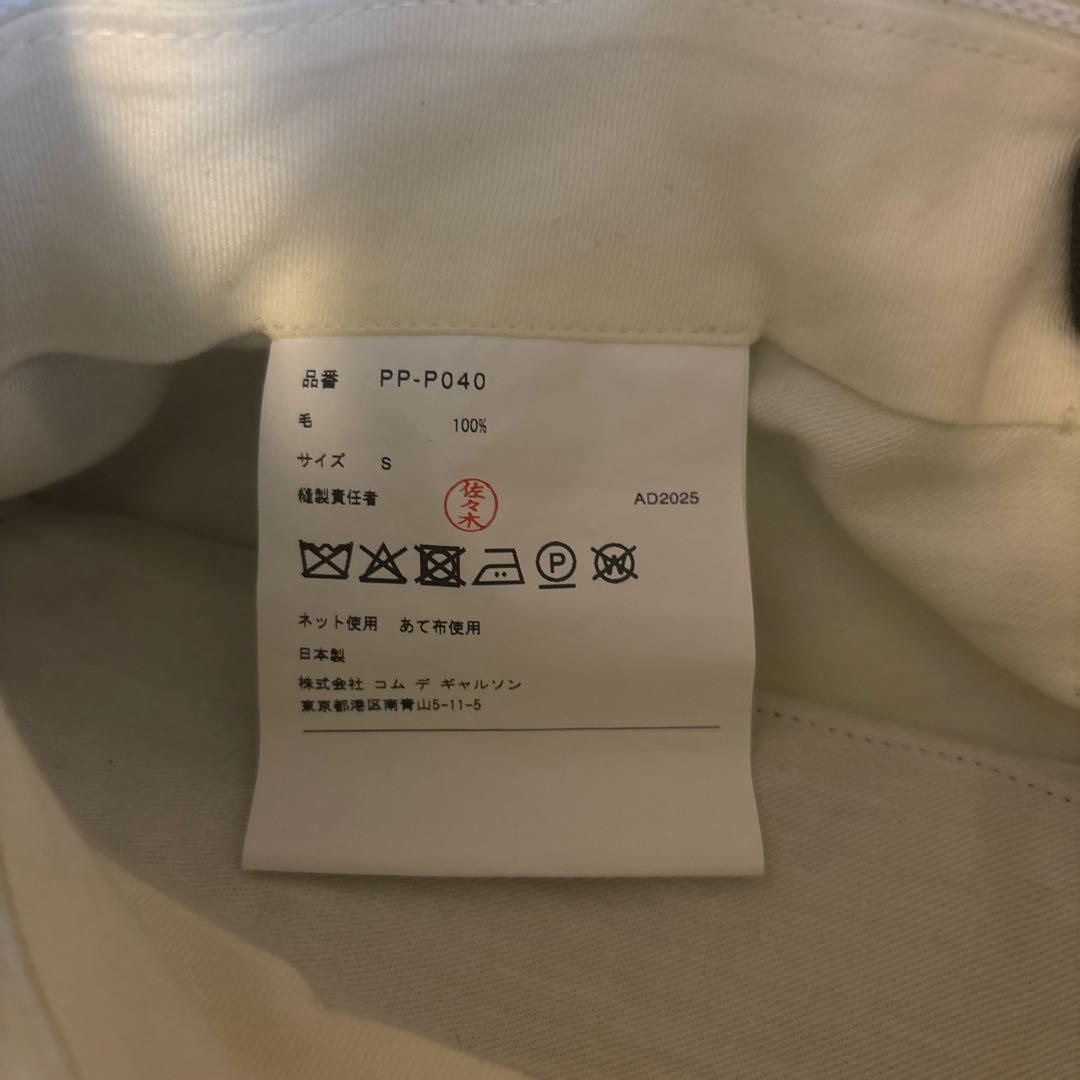 品番 PP-P040
毛 100%
サイズ S
縫製責任者 佐々木 AD2025
P W
ネット使用 あて布使用
日本製
株式会社 コム デ ギャルソン
東京都港区南青山5-11-5